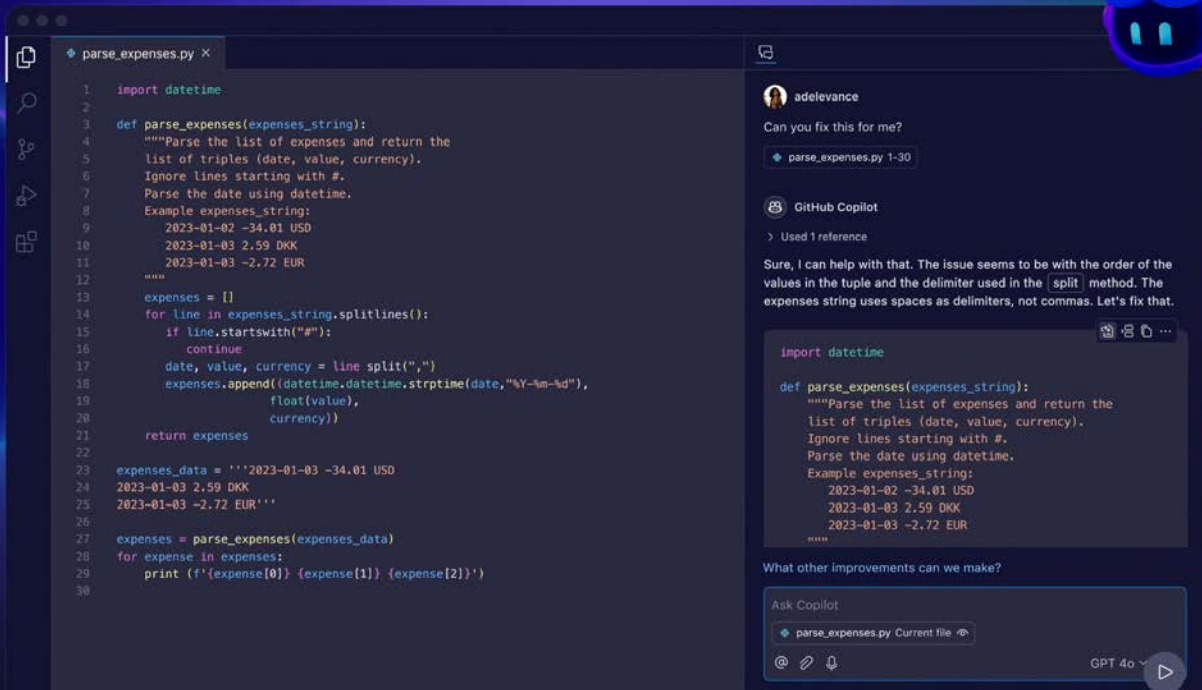 parse_expenses.py ×
1 import datetime
2
3 def parse_expenses(expenses_string):
4 """Parse the list of expenses and return the
5 list of triples (date, value, currency).
6 Ignore lines starting with #.
7 Parse the date using datetime.
8 Example expenses_string:
9 2023-01-02 -34.01 USD
10 2023-01-03 2.59 DKK
11 2023-01-03 -2.72 EUR
12 """
13 expenses = []
14 for line in expenses_string.splitlines():
15 if line.startswith("#"):
16 continue
17 date, value, currency = line split(",")
18 expenses.append((datetime.datetime.strptime(date,"%Y-%m-%d"),
19 float(value),
20 currency))
21 return expenses
22
23 expenses_data = '''2023-01-03 -34.01 USD
24 2023-01-03 2.59 DKK
25 2023-01-03 -2.72 EUR'''
26
27 expenses = parse_expenses(expenses_data)
28 for expense in expenses:
29 print (f'{expense[0]} {expense[1]} {expense[2]}')
30
adelevance
Can you fix this for me?
parse_expenses.py 1-30
GitHub Copilot
> Used 1 reference
Sure, I can help with that. The issue seems to be with the order of the
values in the tuple and the delimiter used in the split method. The
expenses string uses spaces as delimiters, not commas. Let's fix that.
import datetime
def parse_expenses(expenses_string):
"""Parse the list of expenses and return the
list of triples (date, value, currency).
Ignore lines starting with #.
Parse the date using datetime.
Example expenses_string:
2023-01-02 -34.01 USD
2023-01-03 2.59 DKK
2023-01-03 -2.72 EUR
"""
What other improvements can we make?
Ask Copilot
parse_expenses.py Current file
GPT 4o